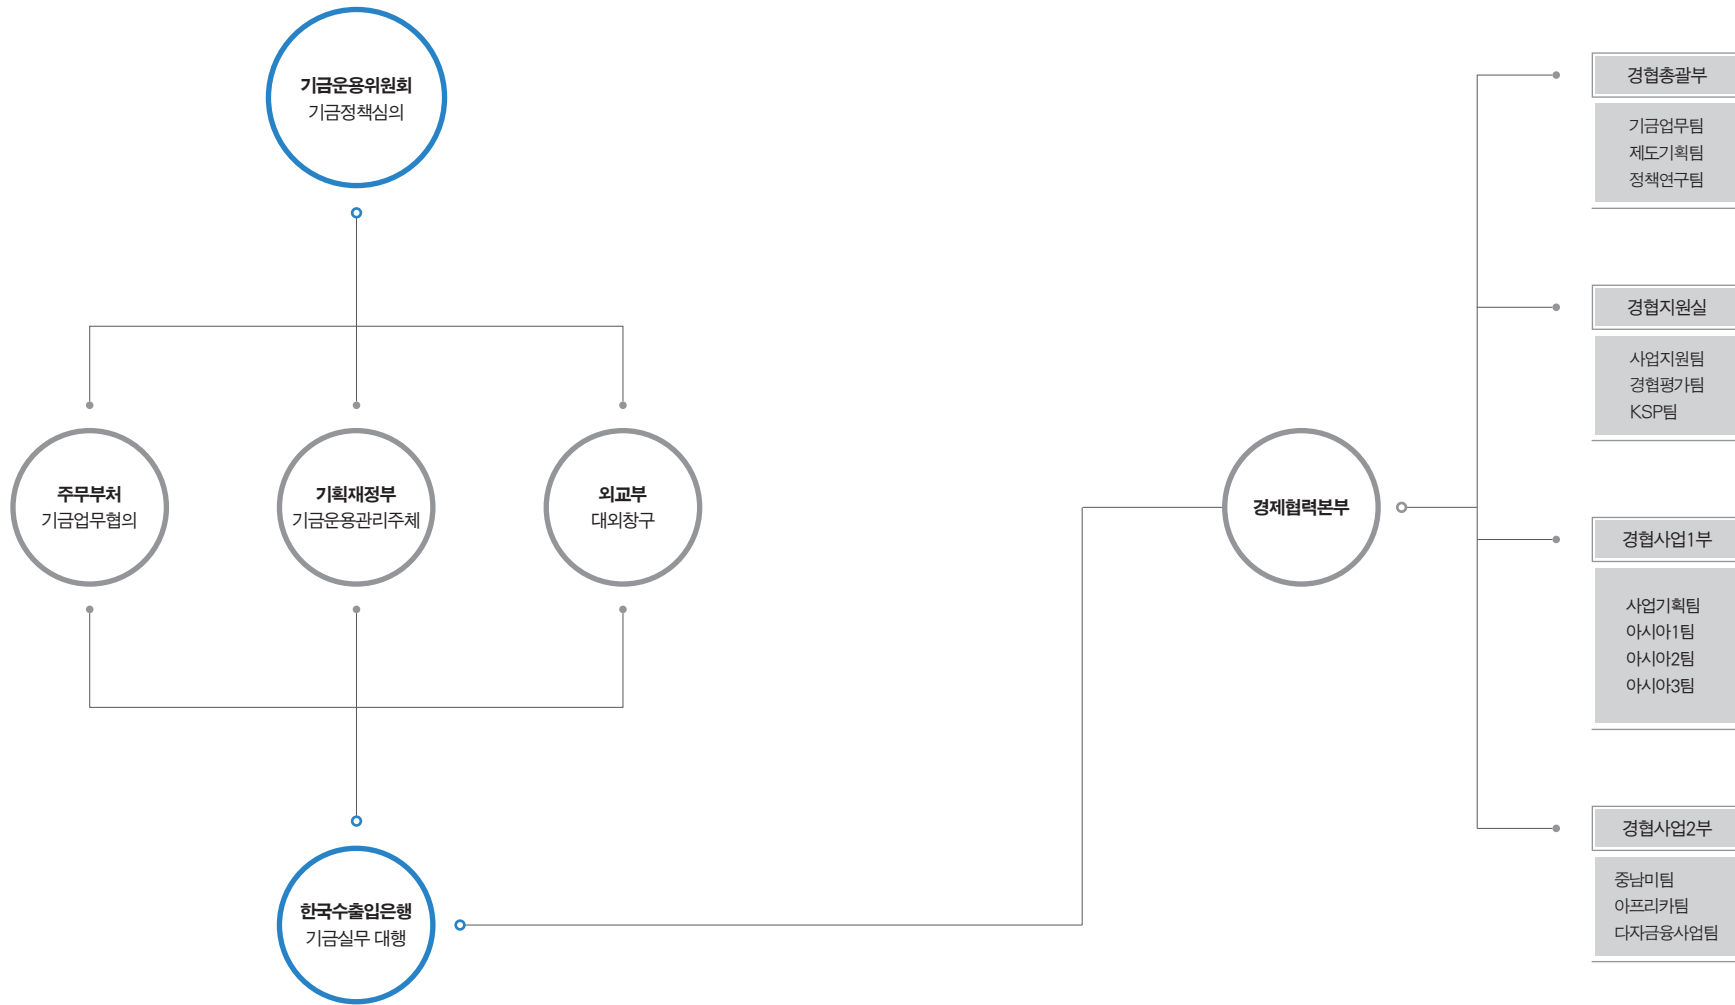 기금운용위원회
기금정책심의
주무부처
기금업무협의
기획재정부
기금운용관리주체
외교부
대외창구
한국수출입은행
기금실무 대행
경제협력본부
경협총괄부
기금업무팀
제도기획팀
정책연구팀
경협지원실
사업지원팀
경협평가팀
KSP팀
경협사업1부
사업기획팀
아시아1팀
아시아2팀
아시아3팀
경협사업2부
중남미팀
아프리카팀
다자금융사업팀